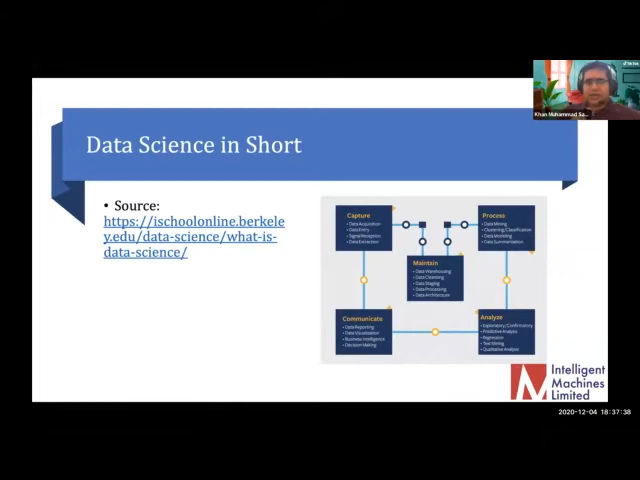 Khan Muhammad Sa...
Data Science in Short
• Source:
https://ischoolonline.berkele
y.edu/data-science/what-is-
data-science/
Capture
• Data Acquisition
• Data Entry
• Signal Reception
• Data Extraction
Process
• Data Mining
• Clustering/Classification
• Data Modeling
• Data Summarization
Maintain
• Data Warehousing
• Data Cleansing
• Data Staging
• Data Processing
• Data Architecture
Communicate
• Data Reporting
• Data Visualization
• Business Intelligence
• Decision Making
Analyze
• Exploratory/Confirmatory
• Predictive Analysis
• Regression
• Text Mining
• Qualitative Analysis
Intelligent
Machines
Limited
2020-12-04 18:37:38